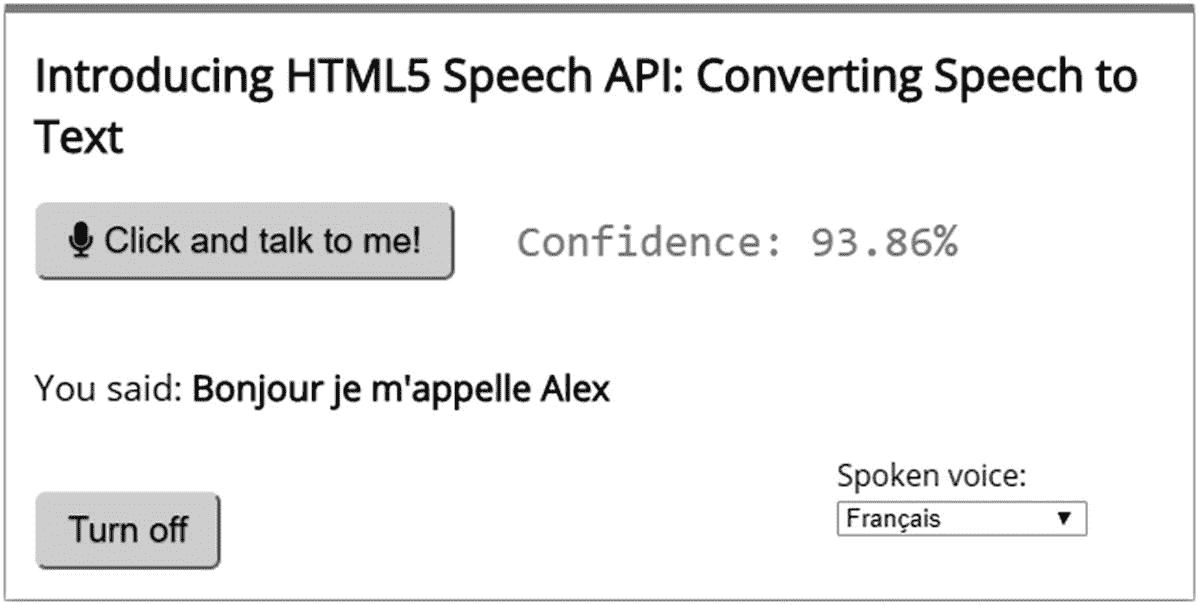 Introducing HTML5 Speech API: Converting Speech to
Text
Click and talk to me!
Confidence: 93.86%
You said: Bonjour je m'appelle Alex
Spoken voice:
Français
Turn off